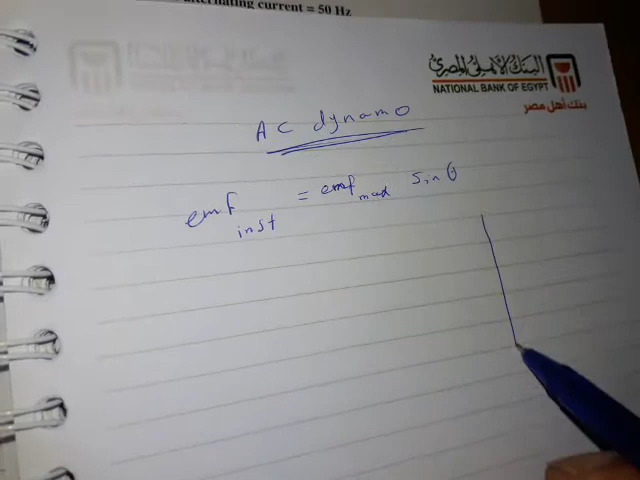 alternating current = 50 Hz
البنك الأهلي المصري
NATIONAL BANK OF EGYPT
بنك أهل مصر
AC dynamo
emf inst = emf max sin θ